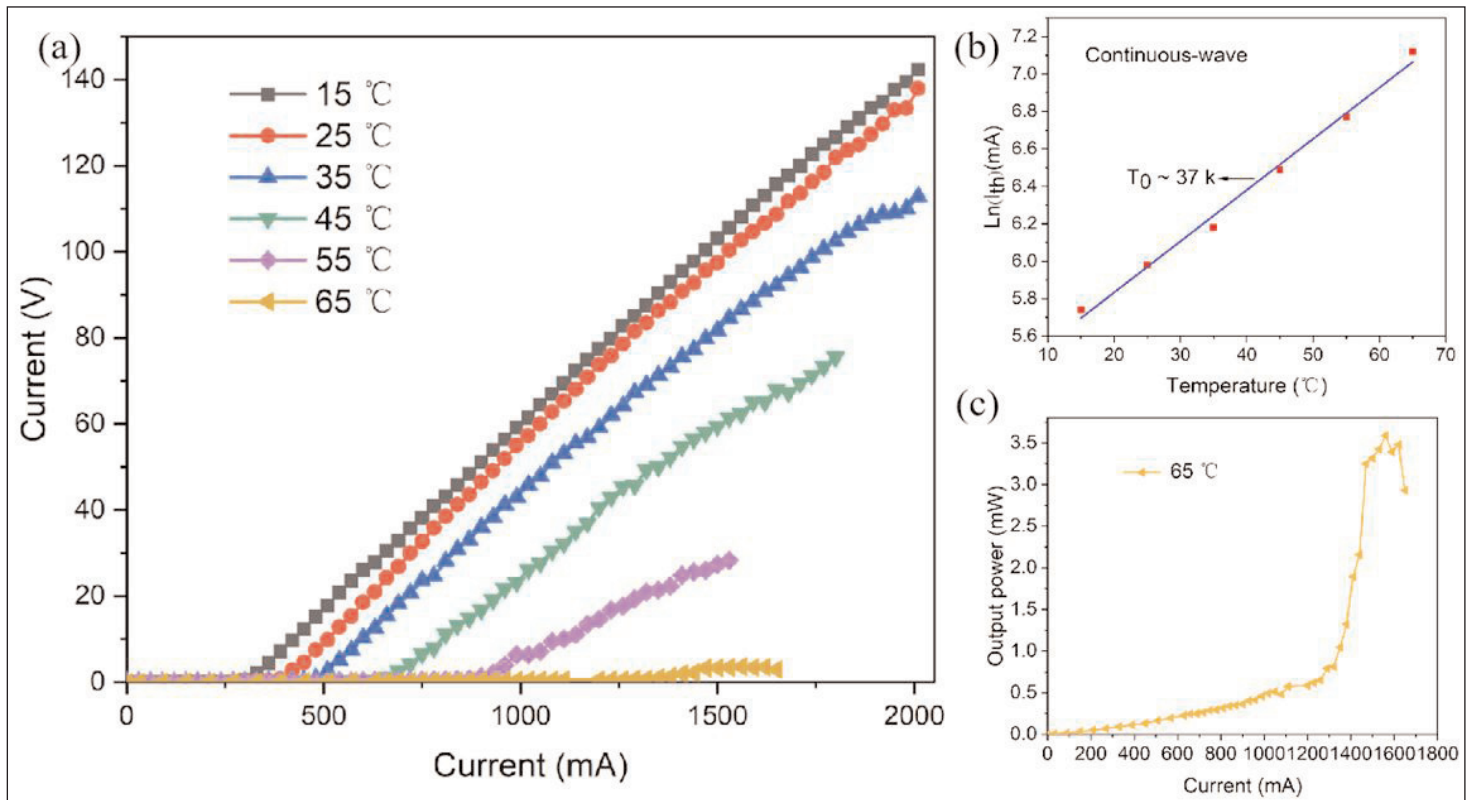 (a)
Current (V)
140
120
100
80
60
40
20
0
15 ℃
25 ℃
35 ℃
45 ℃
55 ℃
65 ℃
0 500 1000 1500 2000
Current (mA)
(b)
Ln(Ith)(mA)
7.2
7.0
6.8
6.6
6.4
6.2
6.0
5.8
5.6
Continuous-wave
T0 ~ 37 k
10 20 30 40 50 60 70
Temperature (℃)
(c)
Output power (mW)
3.5
3.0
2.5
2.0
1.5
1.0
0.5
0.0
65 ℃
0 200 400 600 800 1000 1200 1400 1600 1800
Current (mA)